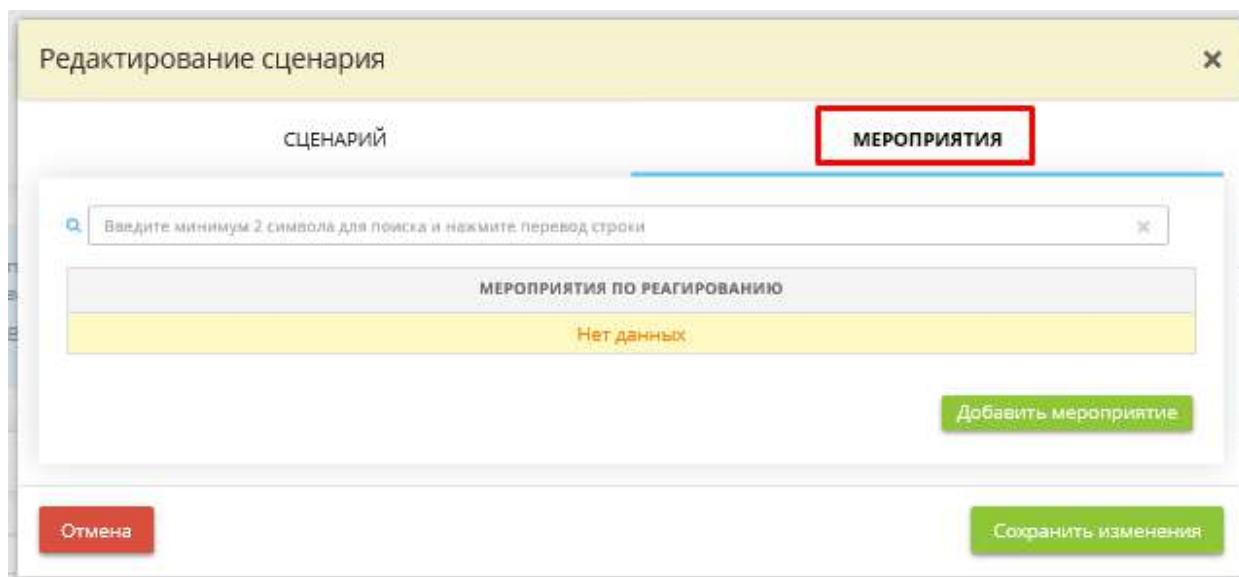 Редактирование сценария
СЦЕНАРИЙ
МЕРОПРИЯТИЯ
Введите минимум 2 символа для поиска и нажмите перевод строки
МЕРОПРИЯТИЯ ПО РЕАГИРОВАНИЮ
Нет данных
Добавить мероприятие
Отмена
Сохранить изменения